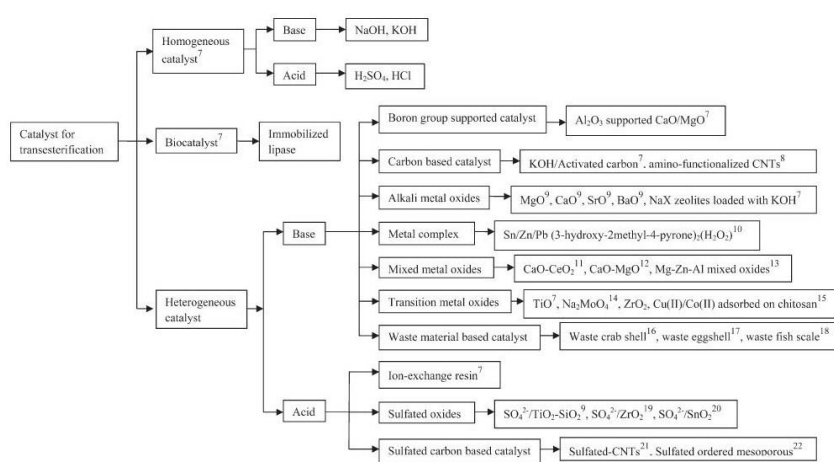 Base
NaOH, KOH
Homogeneous
catalyst⁷
Acid
H₂SO₄, HCl
Catalyst for
transesterification
Biocatalyst⁷
Immobilized
lipase
Boron group supported catalyst
Al₂O₃ supported CaO/MgO⁷
Carbon based catalyst
KOH/Activated carbon⁷. amino-functionalized CNTs⁸
Alkali metal oxides
MgO⁹, CaO⁹, SrO⁹, BaO⁹, NaX zeolites loaded with KOH⁷
Base
Metal complex
Sn/Zn/Pb (3-hydroxy-2methyl-4-pyrone)₂(H₂O₂)¹⁰
Mixed metal oxides
CaO-CeO₂¹¹, CaO-MgO¹², Mg-Zn-Al mixed oxides¹³
Heterogeneous
catalyst
Transition metal oxides
TiO⁷, Na₂MoO₄¹⁴, ZrO₂, Cu(II)/Co(II) adsorbed on chitosan¹⁵
Waste material based catalyst
Waste crab shell¹⁶, waste eggshell¹⁷, waste fish scale¹⁸
Ion-exchange resin⁷
Acid
Sulfated oxides
SO₄²⁻/TiO₂-SiO₂⁹, SO₄²⁻/ZrO₂¹⁹, SO₄²⁻/SnO₂²⁰
Sulfated carbon based catalyst
Sulfated-CNTs²¹. Sulfated ordered mesoporous²²